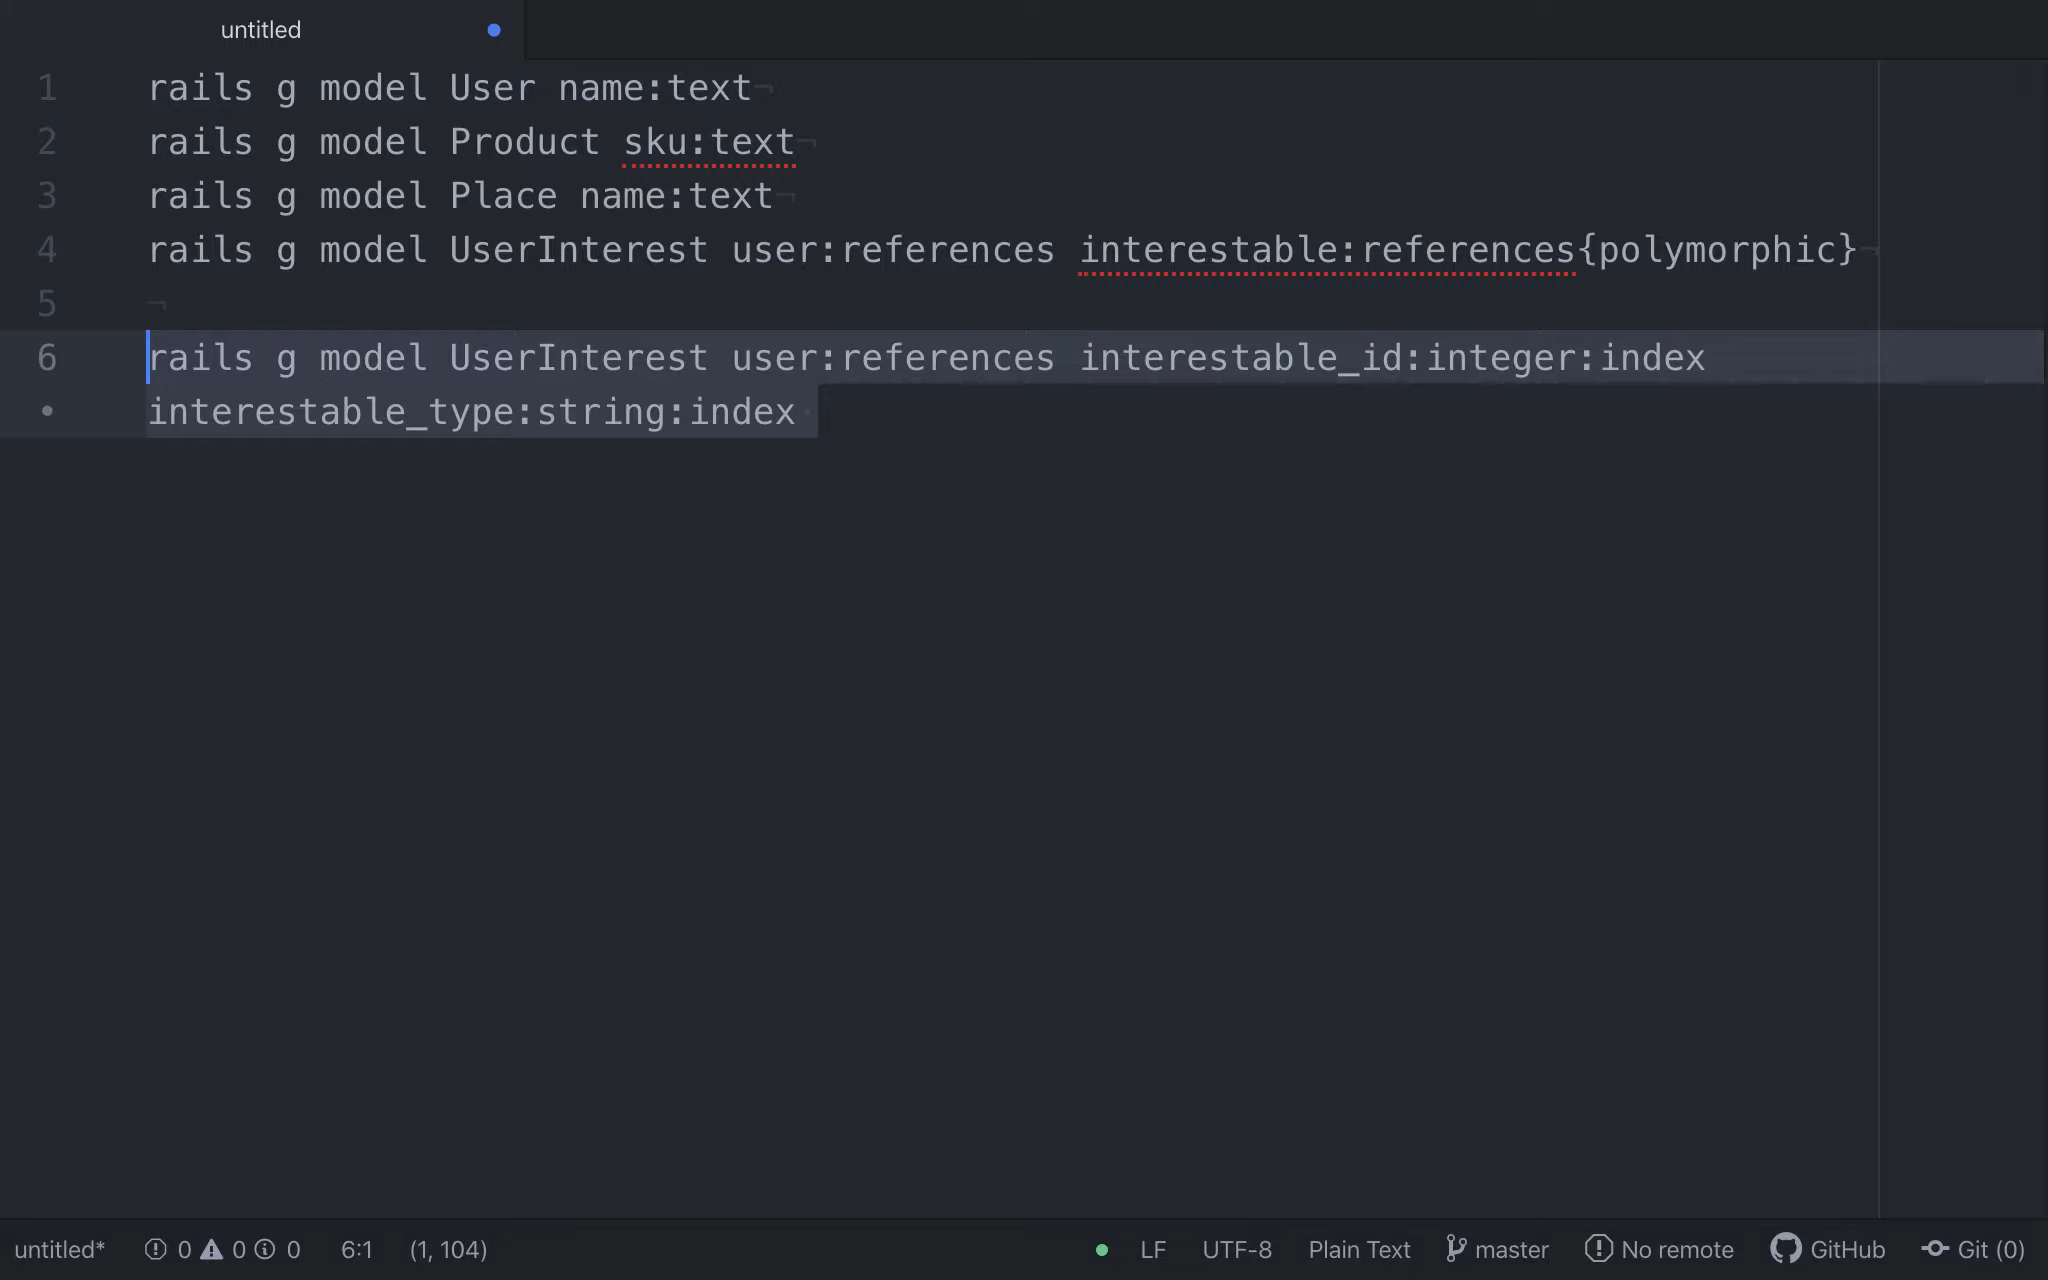 untitled
1 rails g model User name:text¬
2 rails g model Product sku:text¬
3 rails g model Place name:text¬
4 rails g model UserInterest user:references interestable:references{polymorphic}¬
5 ¬
6 rails g model UserInterest user:references interestable_id:integer:index
• interestable_type:string:index
untitled* 0 0 0 6:1 (1, 104) LF UTF-8 Plain Text master No remote GitHub Git (0)